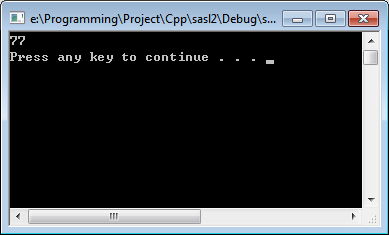 e:\Programming\Project\Cpp\sasl2\Debug\s...
77
Press any key to continue . . .